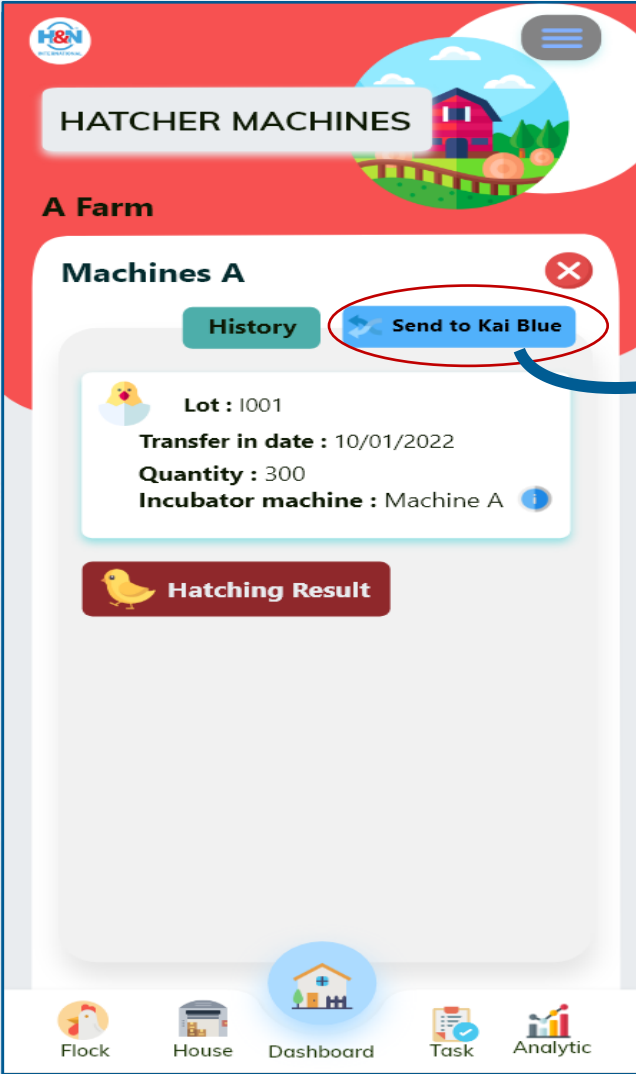 H&N
INTERNATIONAL
HATCHER MACHINES
A Farm
Machines A
History
Send to Kai Blue
Lot : I001
Transfer in date : 10/01/2022
Quantity : 300
Incubator machine : Machine A
i
Hatching Result
Flock
House
Dashboard
Task
Analytic